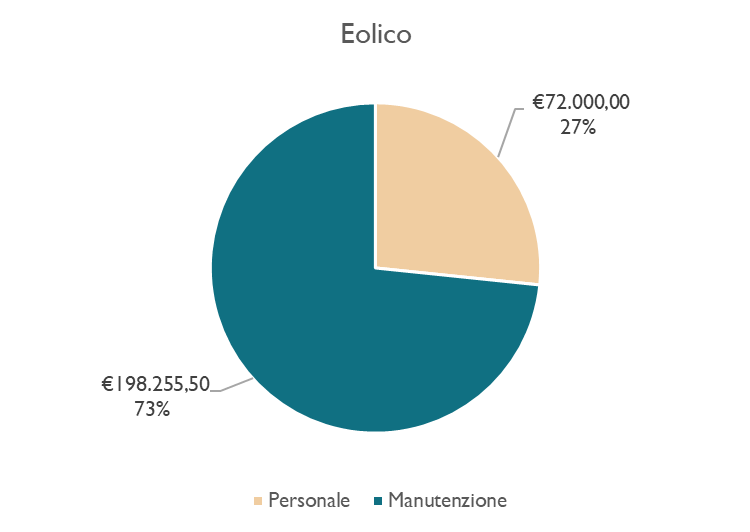 Eolico
€72.000,00
27%
€198.255,50
73%
Personale
Manutenzione